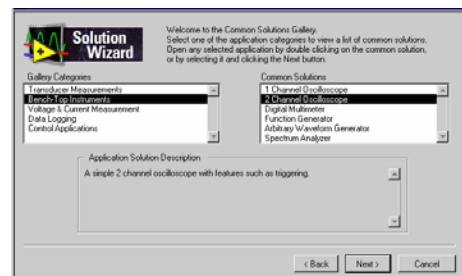 Solution
Wizard
Welcome to the Common Solutions Gallery.
Select one of the application categories to view a list of common solutions.
Open any selected application by double clicking on the common solution,
or by selecting it and clicking the Next button.
Gallery Categories
Transducer Measurements
Bench-Top Instruments
Voltage & Current Measurement
Data Logging
Control Applications
Common Solutions
1 Channel Oscilloscope
2 Channel Oscilloscope
Digital Multimeter
Function Generator
Arbitrary Waveform Generator
Spectrum Analyzer
Application Solution Description
A simple 2 channel oscilloscope with features such as triggering.
< Back
Next >
Cancel